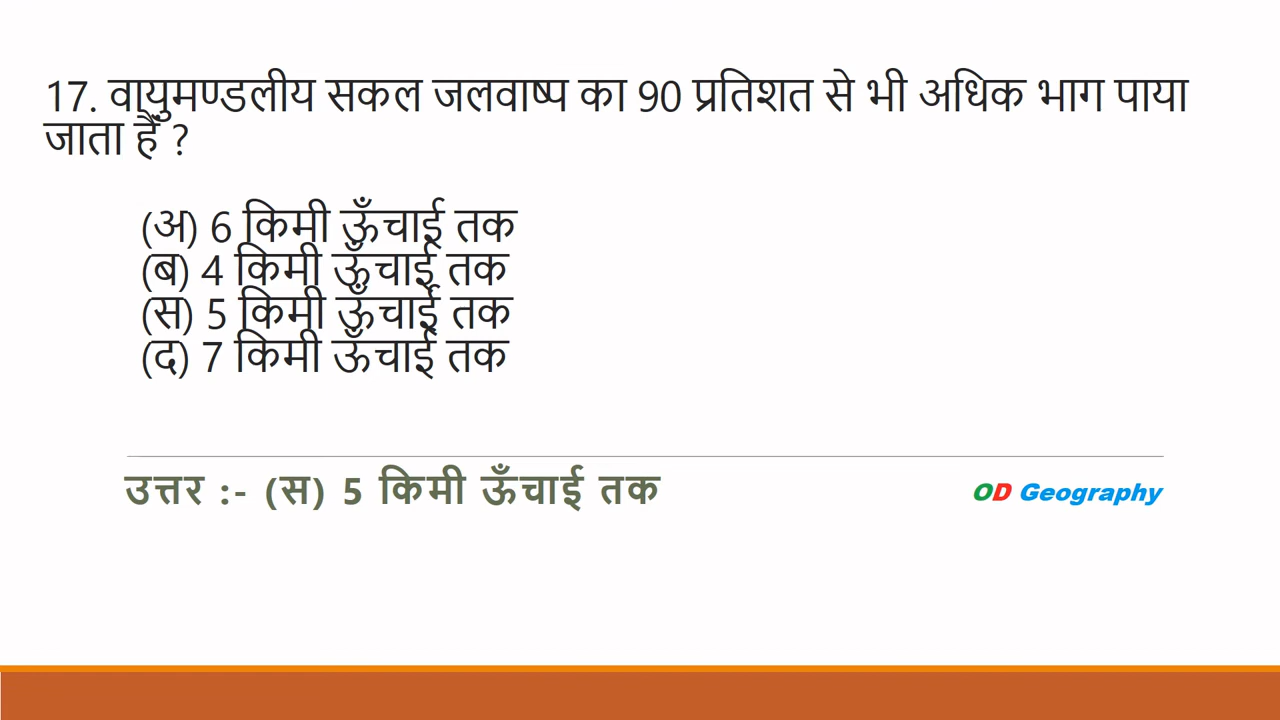 17. वायुमण्डलीय सकल जलवाष्प का 90 प्रतिशत से भी अधिक भाग पाया
जाता हैं ?
(अ) 6 किमी ऊँचाई तक
(ब) 4 किमी ऊँचाई तक
(स) 5 किमी ऊँचाई तक
(द) 7 किमी ऊँचाई तक
उत्तर :- (स) 5 किमी ऊँचाई तक
OD Geography